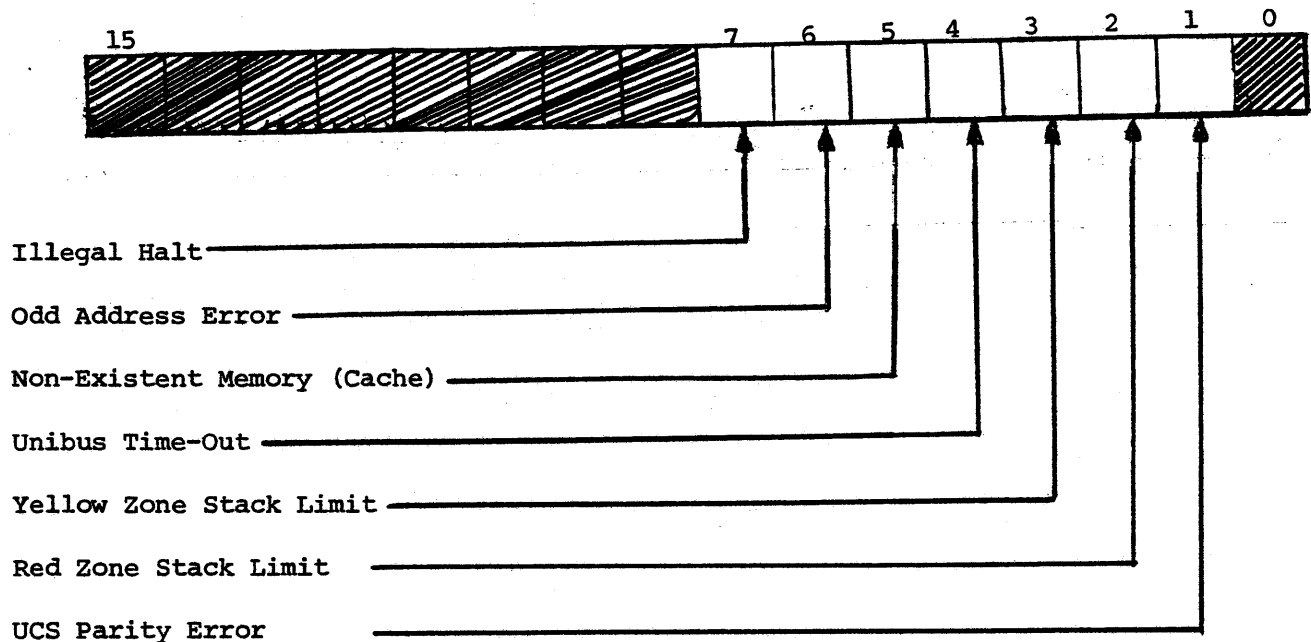 15 7 6 5 4 3 2 1 0
Illegal Halt
Odd Address Error
Non-Existent Memory (Cache)
Unibus Time-Out
Yellow Zone Stack Limit
Red Zone Stack Limit
UCS Parity Error